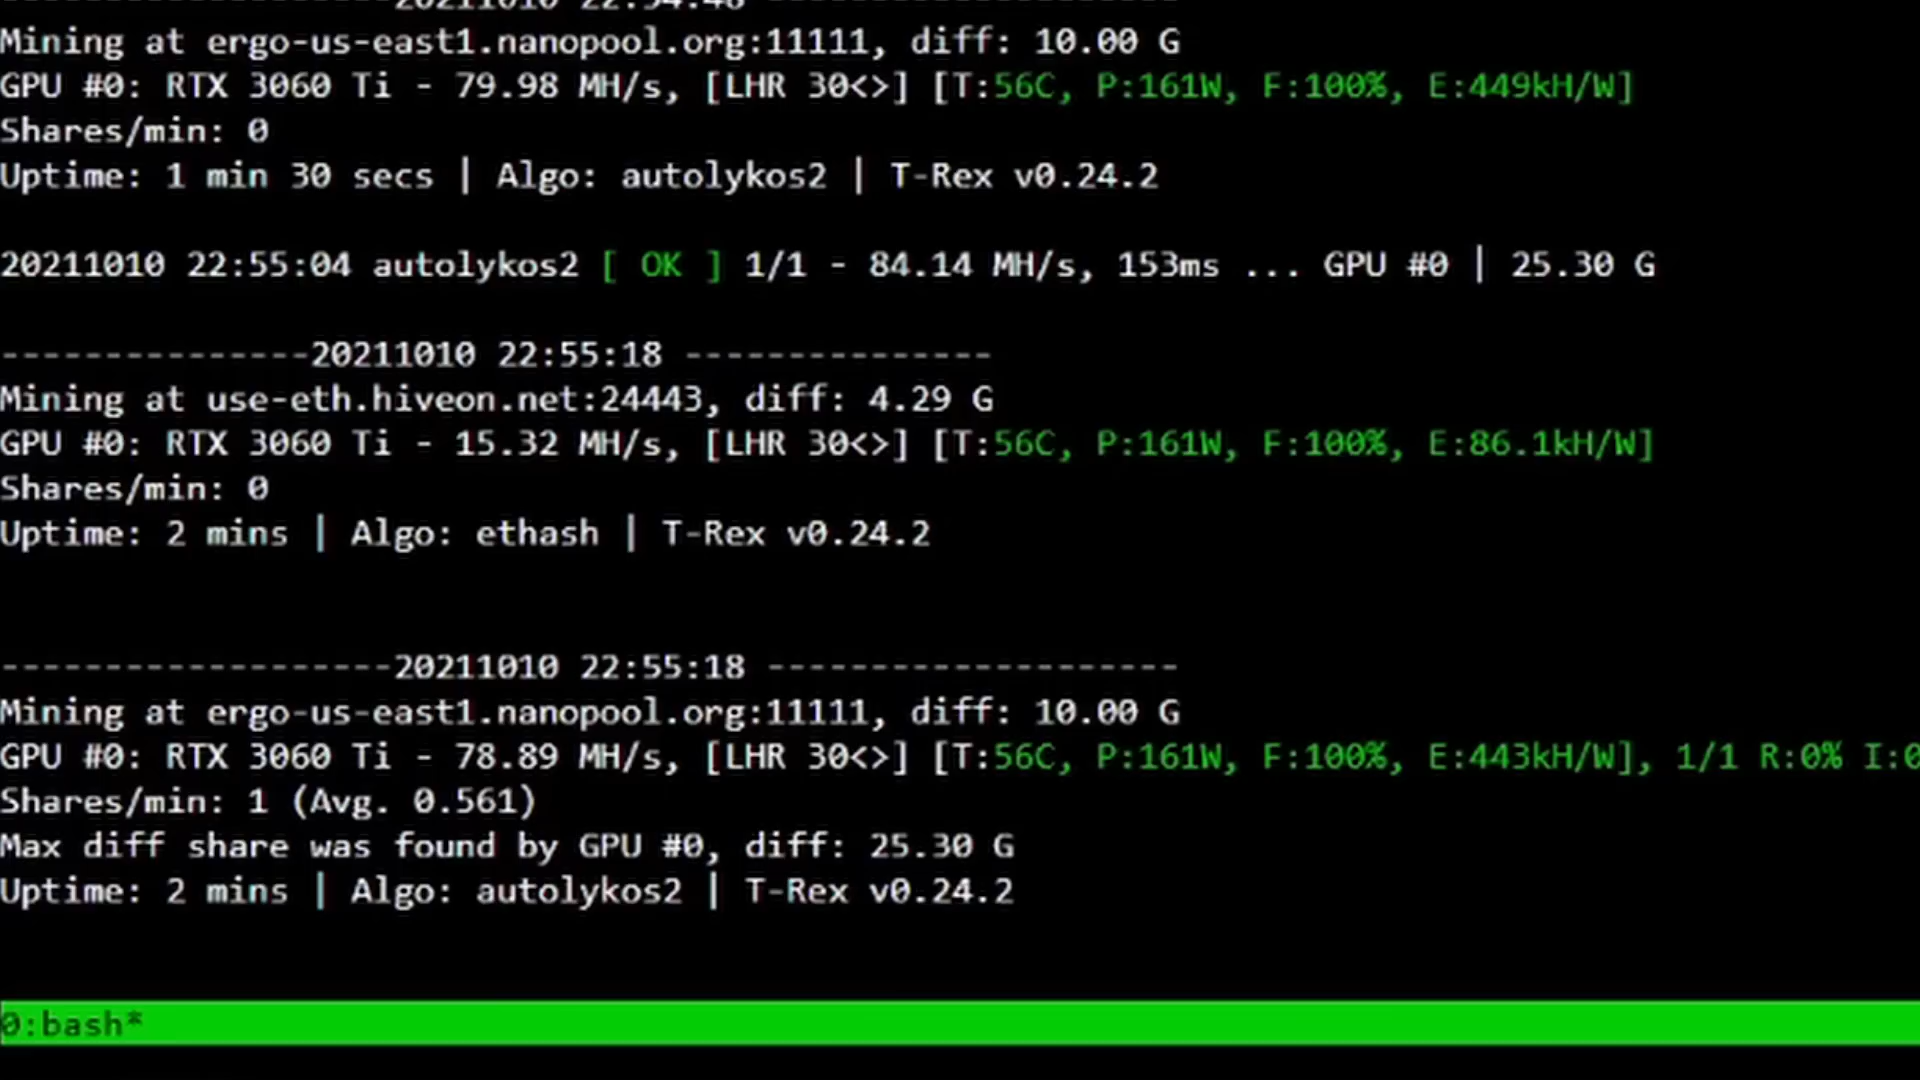 -------------------20211010 22:54:48 --------------------
Mining at ergo-us-east1.nanopool.org:11111, diff: 10.00 G
GPU #0: RTX 3060 Ti - 79.98 MH/s, [LHR 30<>] [T:56C, P:161W, F:100%, E:449kH/W]
Shares/min: 0
Uptime: 1 min 30 secs | Algo: autolykos2 | T-Rex v0.24.2
20211010 22:55:04 autolykos2 [ OK ] 1/1 - 84.14 MH/s, 153ms ... GPU #0 | 25.30 G
---------------20211010 22:55:18 ---------------
Mining at use-eth.hiveon.net:24443, diff: 4.29 G
GPU #0: RTX 3060 Ti - 15.32 MH/s, [LHR 30<>] [T:56C, P:161W, F:100%, E:86.1kH/W]
Shares/min: 0
Uptime: 2 mins | Algo: ethash | T-Rex v0.24.2
-------------------20211010 22:55:18 --------------------
Mining at ergo-us-east1.nanopool.org:11111, diff: 10.00 G
GPU #0: RTX 3060 Ti - 78.89 MH/s, [LHR 30<>] [T:56C, P:161W, F:100%, E:443kH/W], 1/1 R:0% I:0
Shares/min: 1 (Avg. 0.561)
Max diff share was found by GPU #0, diff: 25.30 G
Uptime: 2 mins | Algo: autolykos2 | T-Rex v0.24.2
0:bash*